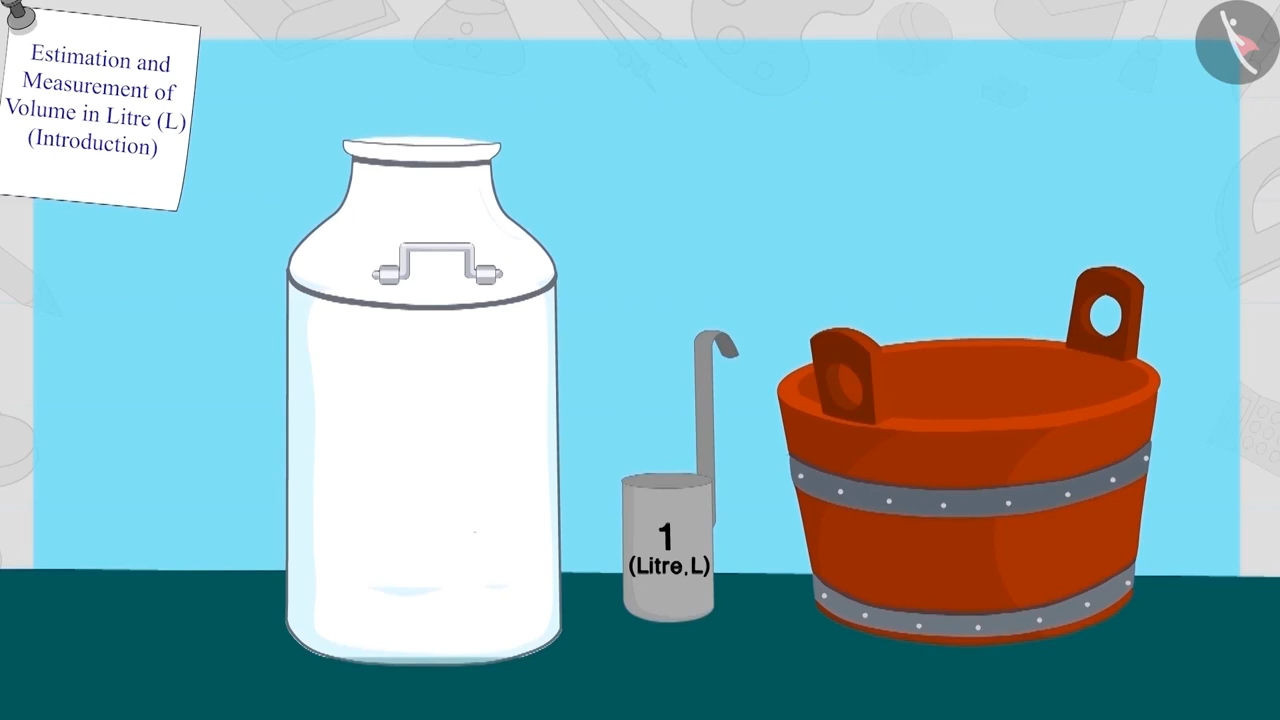 Estimation and
Measurement of
Volume in Litre (L)
(Introduction)
1
(Litre,L)